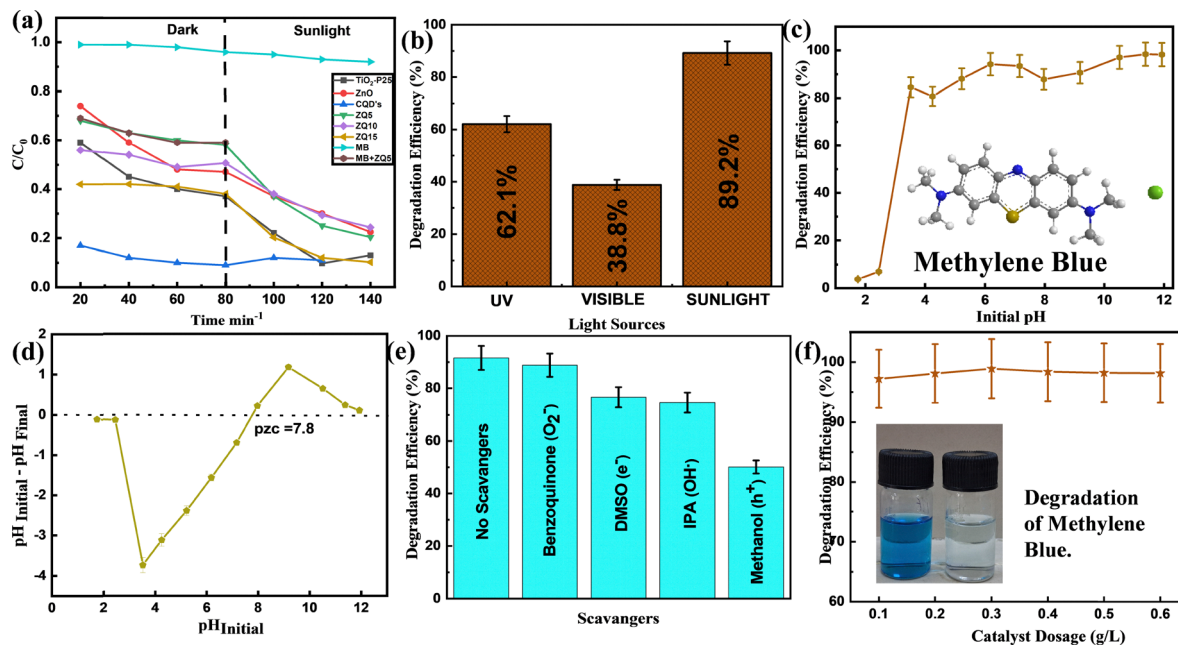 (a)
Dark
Sunlight
1.0
0.8
0.6
0.4
0.2
0.0
C/C0
TiO2-P25
ZnO
CQD's
ZQ5
ZQ10
ZQ15
MB
MB+ZQ5
20 40 60 80 100 120 140
Time min-1
(b)
90
80
60
40
20
0
Degradation Efficiency (%)
62.1%
38.8%
89.2%
UV VISIBLE SUNLIGHT
Light Sources
(c)
100
80
60
40
20
0
Degradation Efficiency (%)
Methylene Blue
2 4 6 8 10 12
Initial pH
(d)
2
1
0
-1
-2
-3
-4
pH Initial - pH Final
pzc =7.8
0 2 4 6 8 10 12
pHInitial
(e)
100
80
60
40
20
0
Degradation Efficiency (%)
No Scavangers
Benzoquinone (O2-)
DMSO (e-)
IPA (OH·)
Methanol (h+)
Scavangers
(f)
100
90
80
70
60
Degradation Efficiency (%)
Degradation
of Methylene
Blue.
0.1 0.2 0.3 0.4 0.5 0.6
Catalyst Dosage (g/L)